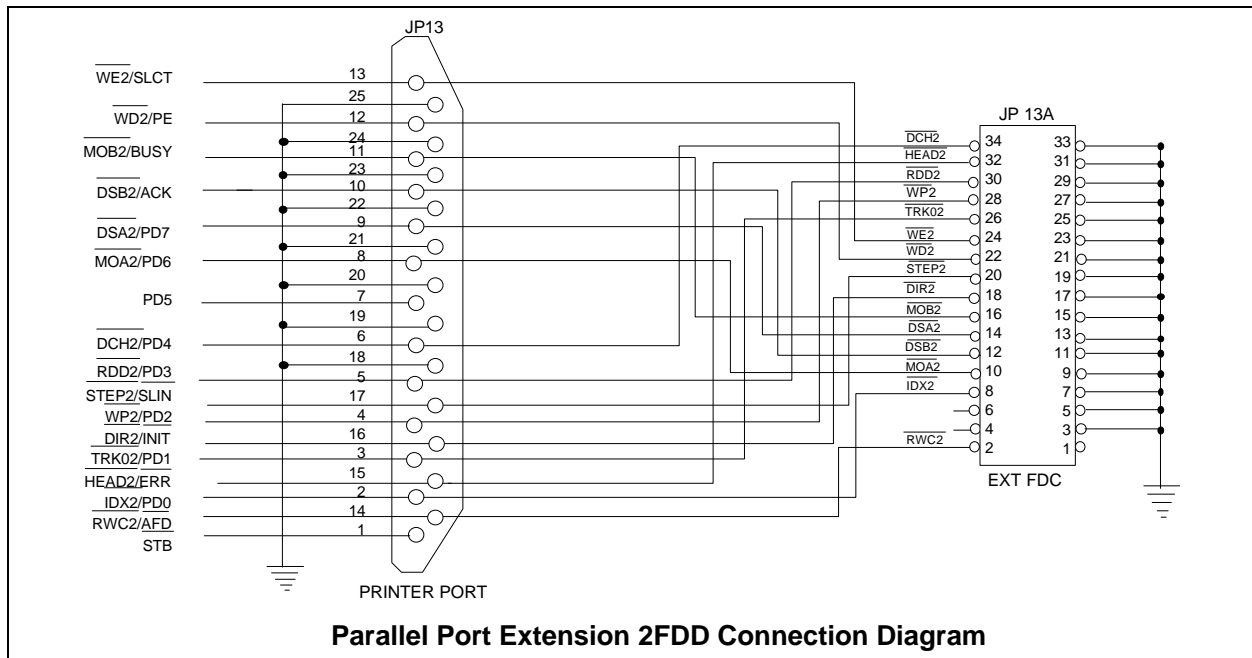 JP13
WE2/SLCT
WD2/PE
MOB2/BUSY
DSB2/ACK
DSA2/PD7
MOA2/PD6
PD5
DCH2/PD4
RDD2/PD3
STEP2/SLIN
WP2/PD2
DIR2/INIT
TRK02/PD1
HEAD2/ERR
IDX2/PD0
RWC2/AFD
STB
13
25
12
24
11
23
10
22
9
21
8
20
7
19
6
18
5
17
4
16
3
15
2
14
1
PRINTER PORT
JP 13A
DCH2 34 33
HEAD2 32 31
RDD2 30 29
WP2 28 27
TRK02 26 25
WE2 24 23
WD2 22 21
STEP2 20 19
DIR2 18 17
MOB2 16 15
DSA2 14 13
DSB2 12 11
MOA2 10 9
IDX2 8 7
6 5
4 3
RWC2 2 1
EXT FDC
Parallel Port Extension 2FDD Connection Diagram